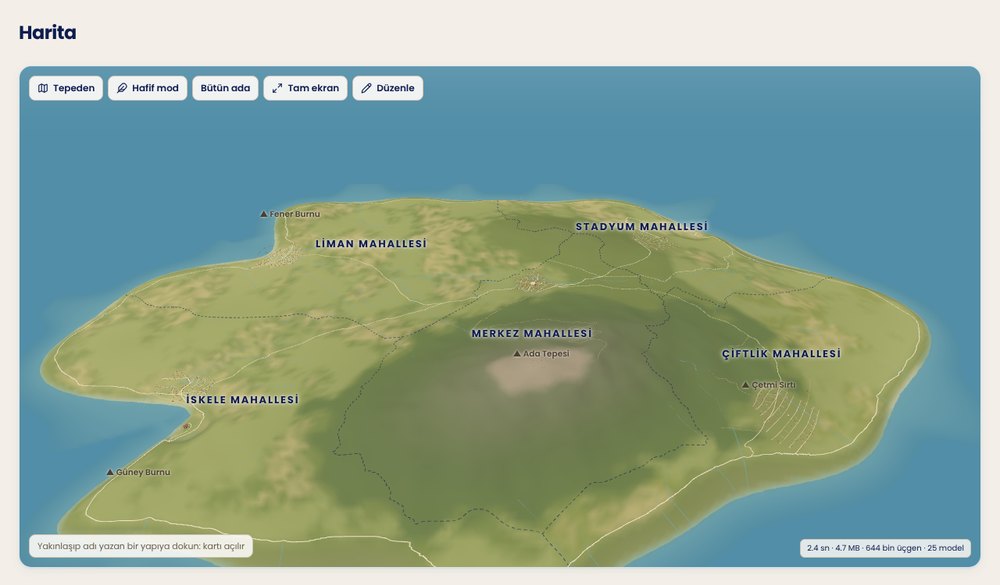 Harita
Tepeden
Hafif mod
Bütün ada
Tam ekran
Düzenle
Fener Burnu
STADYUM MAHALLESİ
LİMAN MAHALLESİ
MERKEZ MAHALLESİ
Ada Tepesi
ÇİFTLİK MAHALLESİ
Çetmi Sırtı
İSKELE MAHALLESİ
Güney Burnu
Yakınlaşıp adı yazan bir yapıya dokun: kartı açılır
2.4 sn · 4.7 MB · 644 bin üçgen · 25 model